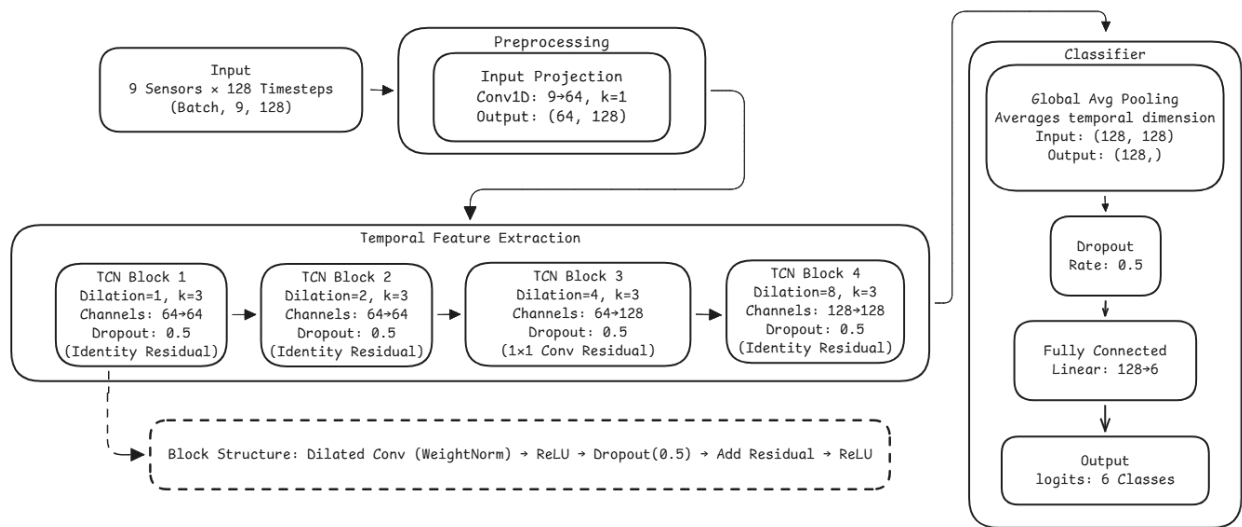 Input
9 Sensors × 128 Timesteps
(Batch, 9, 128)
Preprocessing
Input Projection
Conv1D: 9→64, k=1
Output: (64, 128)
Temporal Feature Extraction
TCN Block 1
Dilation=1, k=3
Channels: 64→64
Dropout: 0.5
(Identity Residual)
TCN Block 2
Dilation=2, k=3
Channels: 64→64
Dropout: 0.5
(Identity Residual)
TCN Block 3
Dilation=4, k=3
Channels: 64→128
Dropout: 0.5
(1×1 Conv Residual)
TCN Block 4
Dilation=8, k=3
Channels: 128→128
Dropout: 0.5
(Identity Residual)
Block Structure: Dilated Conv (WeightNorm) → ReLU → Dropout(0.5) → Add Residual → ReLU
Classifier
Global Avg Pooling
Averages temporal dimension
Input: (128, 128)
Output: (128,)
Dropout
Rate: 0.5
Fully Connected
Linear: 128→6
Output
logits: 6 Classes